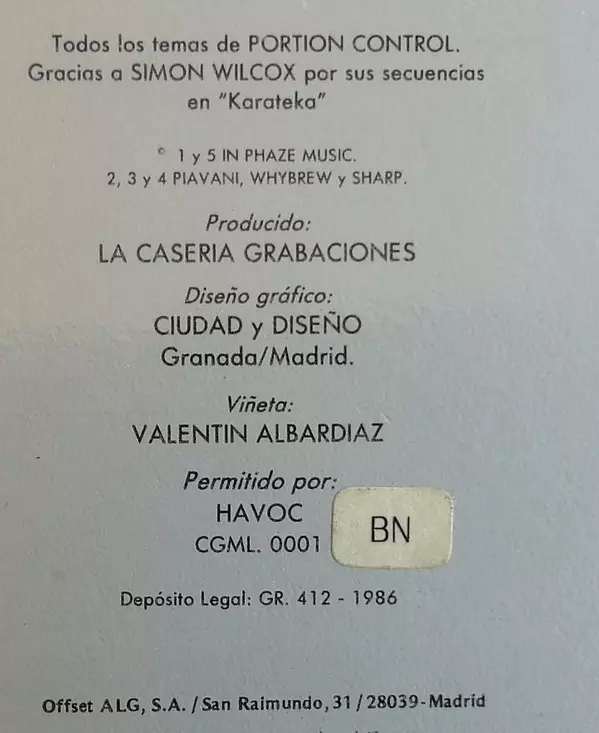 Todos los temas de PORTION CONTROL.
Gracias a SIMON WILCOX por sus secuencias
en "Karateka"
© 1 y 5 IN PHAZE MUSIC.
2, 3 y 4 PIAVANI, WHYBREW y SHARP.
Producido:
LA CASERIA GRABACIONES
Diseño gráfico:
CIUDAD y DISEÑO
Granada/Madrid.
Viñeta:
VALENTIN ALBARDIAZ
Permitido por:
HAVOC
CGML. 0001
BN
Depósito Legal: GR. 412 - 1986
Offset ALG, S.A. / San Raimundo, 31 / 28039-Madrid